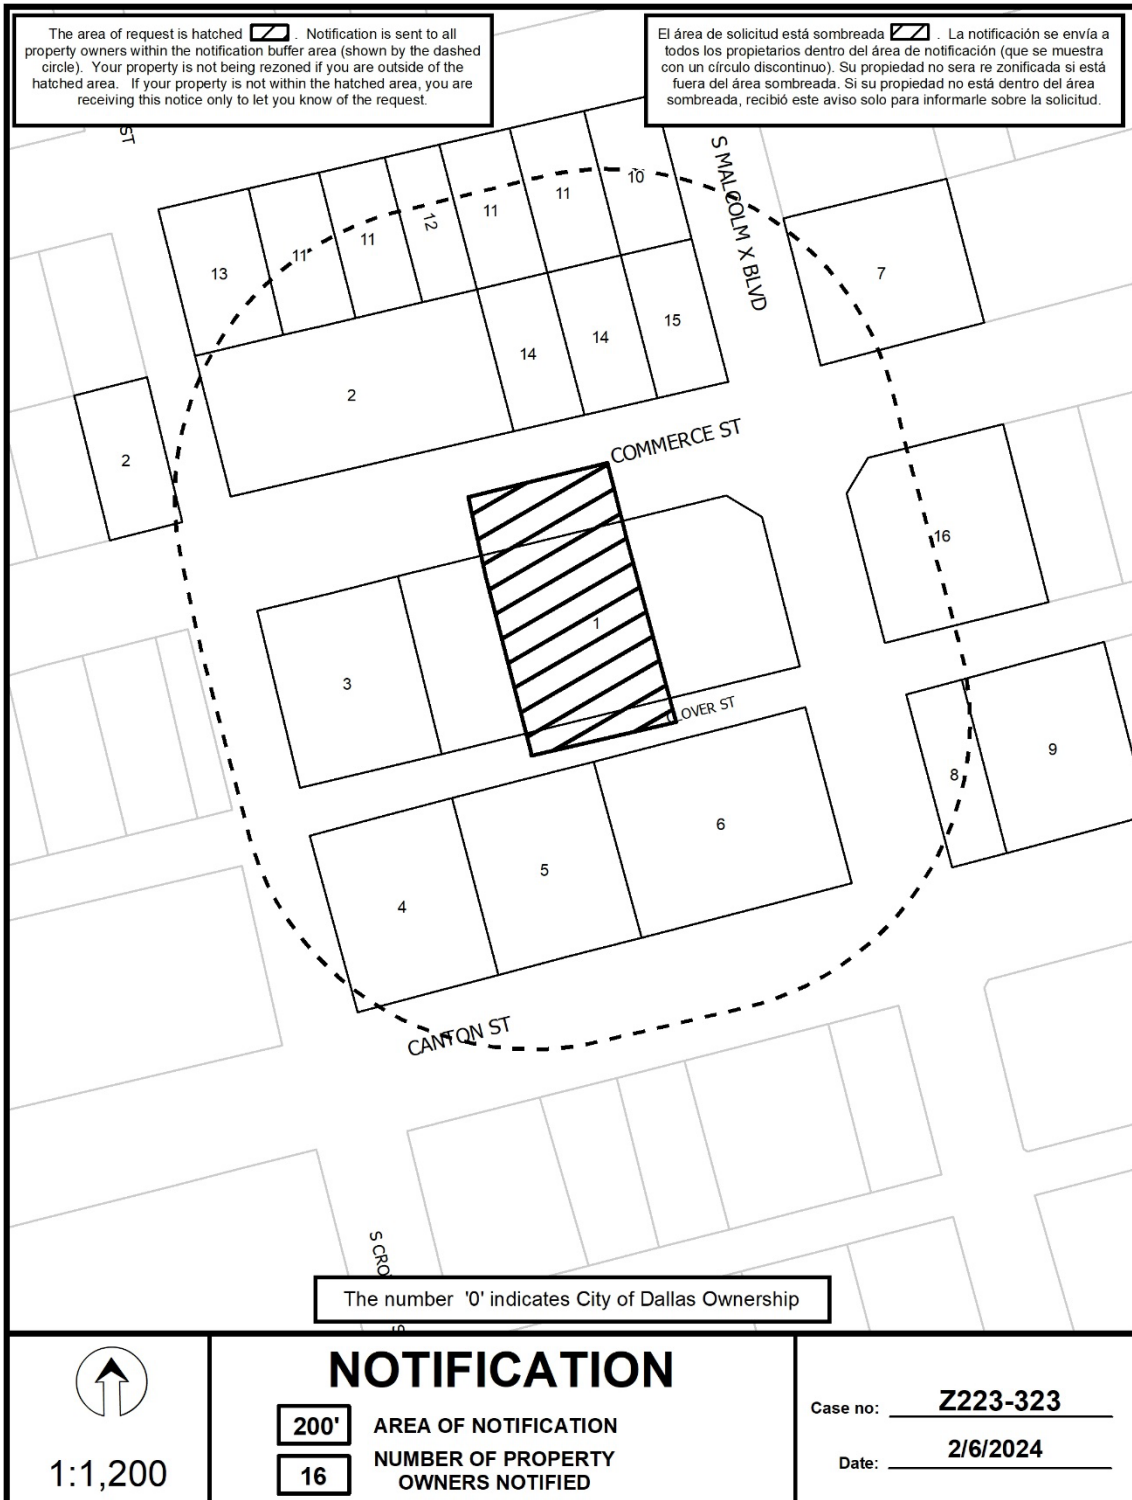 The area of request is hatched . Notification is sent to all
property owners within the notification buffer area (shown by the dashed
circle). Your property is not being rezoned if you are outside of the
hatched area. If your property is not within the hatched area, you are
receiving this notice only to let you know of the request.
El área de solicitud está sombreada . La notificación se envía a
todos los propietarios dentro del área de notificación (que se muestra
con un círculo discontinuo). Su propiedad no sera re zonificada si está
fuera del área sombreada. Si su propiedad no está dentro del área
sombreada, recibió este aviso solo para informarle sobre la solicitud.
ST
S MALCOLM X BLVD
10
11
11
12
11
11
13
7
15
14
14
2
2
COMMERCE ST
16
1
3
CLOVER ST
9
8
6
5
4
CANTON ST
S CRO
The number '0' indicates City of Dallas Ownership
1:1,200
NOTIFICATION
200' AREA OF NOTIFICATION
16 NUMBER OF PROPERTY
OWNERS NOTIFIED
Case no: Z223-323
Date: 2/6/2024